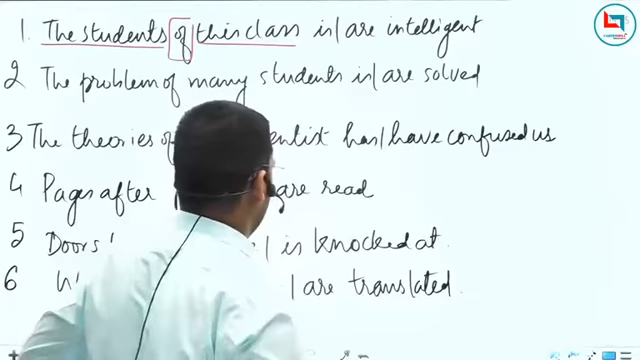 1. The students of this class is/are intelligent
2 The problem of many students is/are solved
3 The theories of has/have confused us
4 Pages after are read
5 Doors is knocked at.
6 are translated.